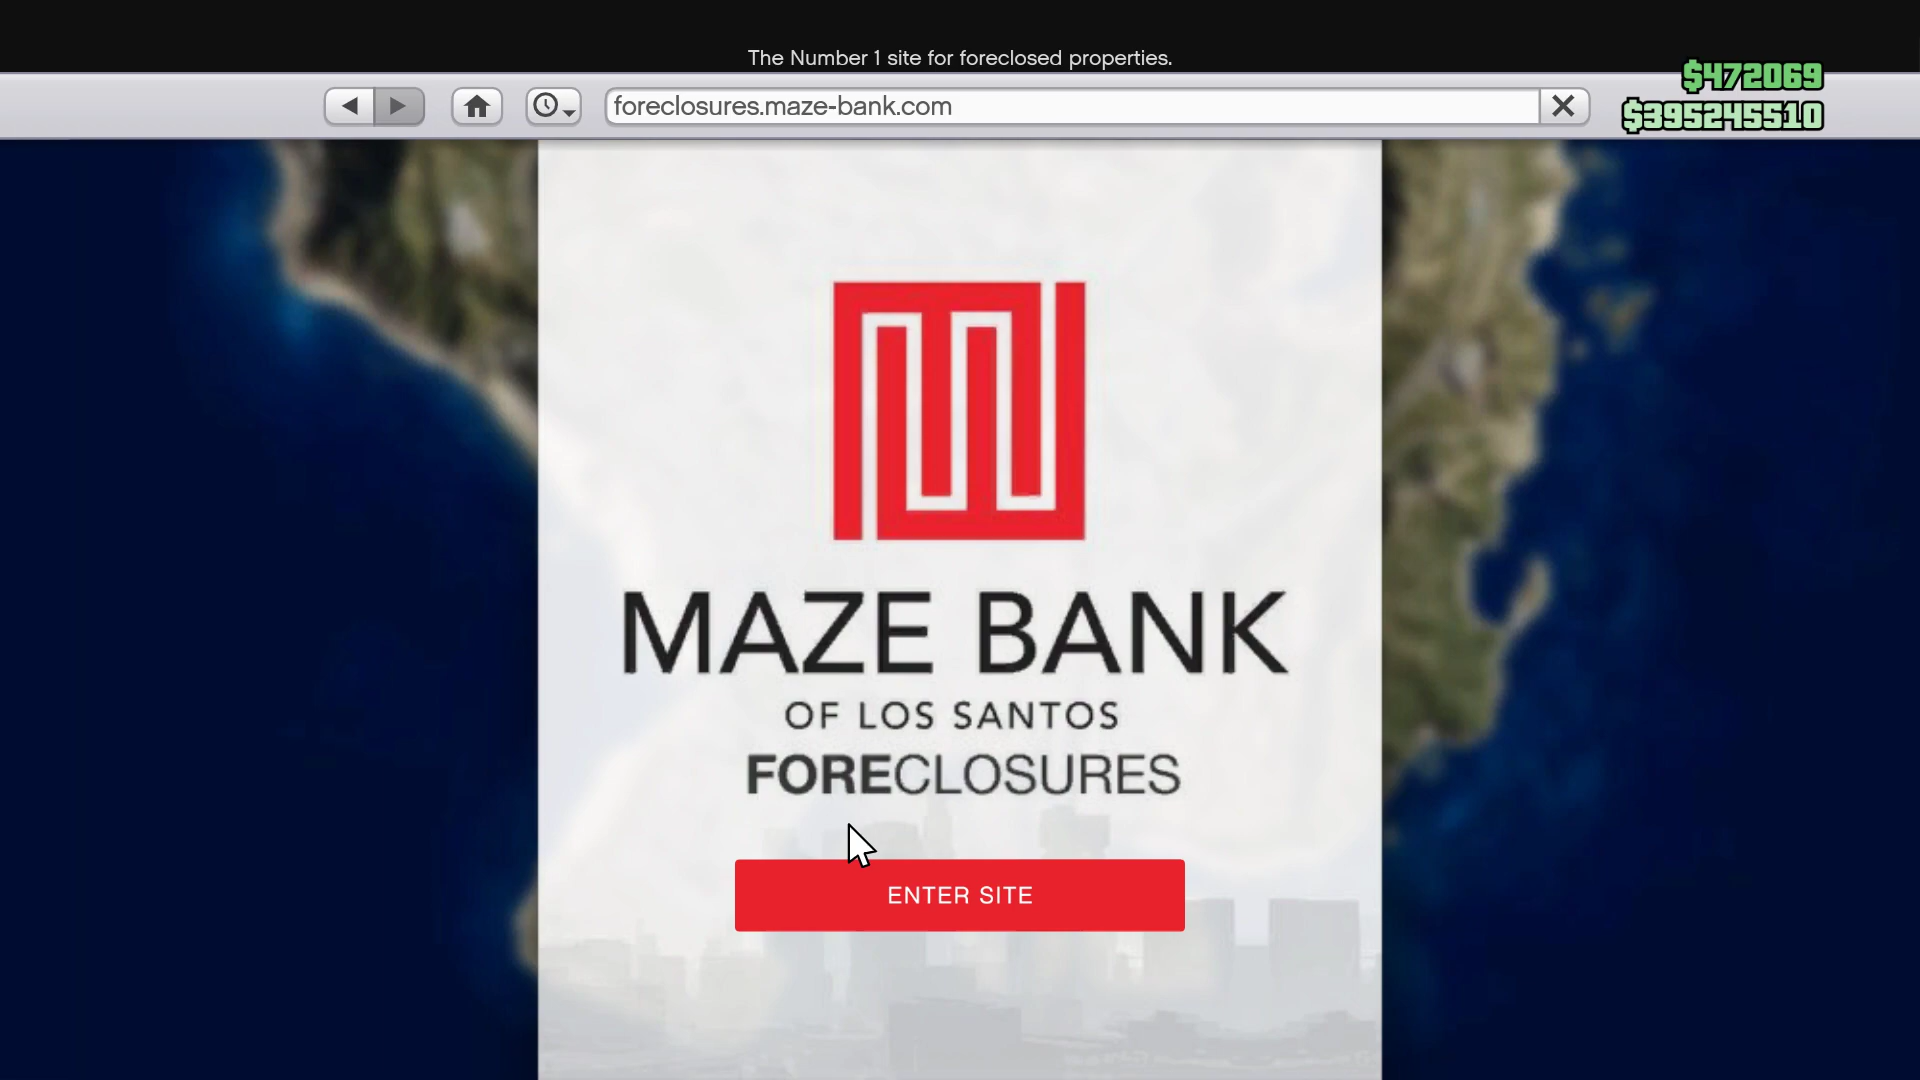 The Number 1 site for foreclosed properties.
$472069
foreclosures.maze-bank.com
$395245510
MAZE BANK
OF LOS SANTOS
FORECLOSURES
ENTER SITE